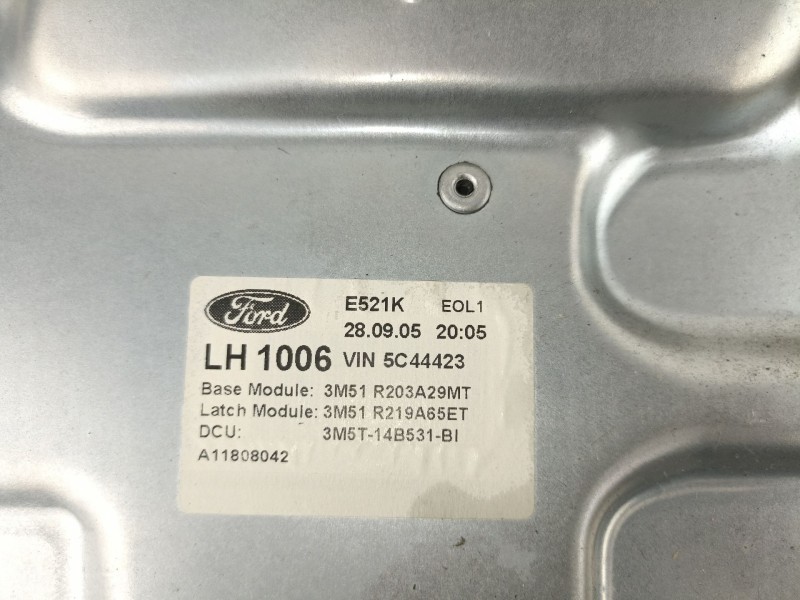 Ford E521K EOL1
28.09.05 20:05
LH 1006 VIN 5C44423
Base Module: 3M51 R203A29MT
Latch Module: 3M51 R219A65ET
DCU: 3M5T-14B531-BI
A11808042